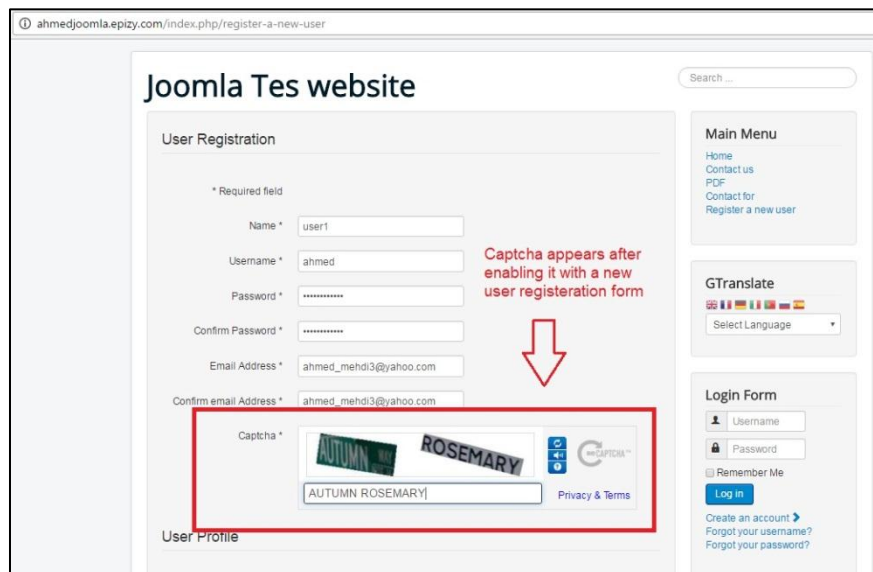 ahmedjoomla.epizy.com/index.php/register-a-new-user
Joomla Tes website
Search ...
User Registration
* Required field
Name * user1
Username * ahmed
Password * ••••••••••••
Confirm Password * ••••••••••••
Email Address * ahmed_mehdi3@yahoo.com
Confirm email Address * ahmed_mehdi3@yahoo.com
Captcha appears after
enabling it with a new
user registeration form
Captcha *
AUTUMN WAY
ROSEMARY
reCAPTCHA™
AUTUMN ROSEMARY
Privacy & Terms
User Profile
Main Menu
Home
Contact us
PDF
Contact for
Register a new user
GTranslate
Select Language
Login Form
Username
Password
Remember Me
Log in
Create an account
Forgot your username?
Forgot your password?